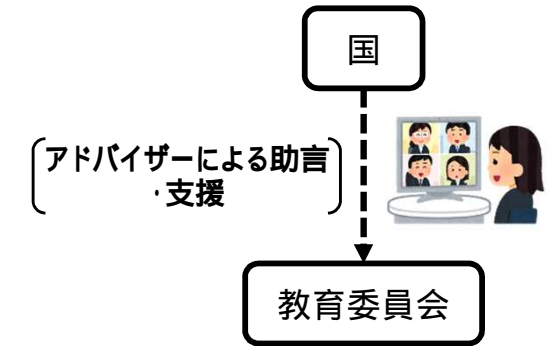 国
アドバイザーによる助言
・支援
教育委員会